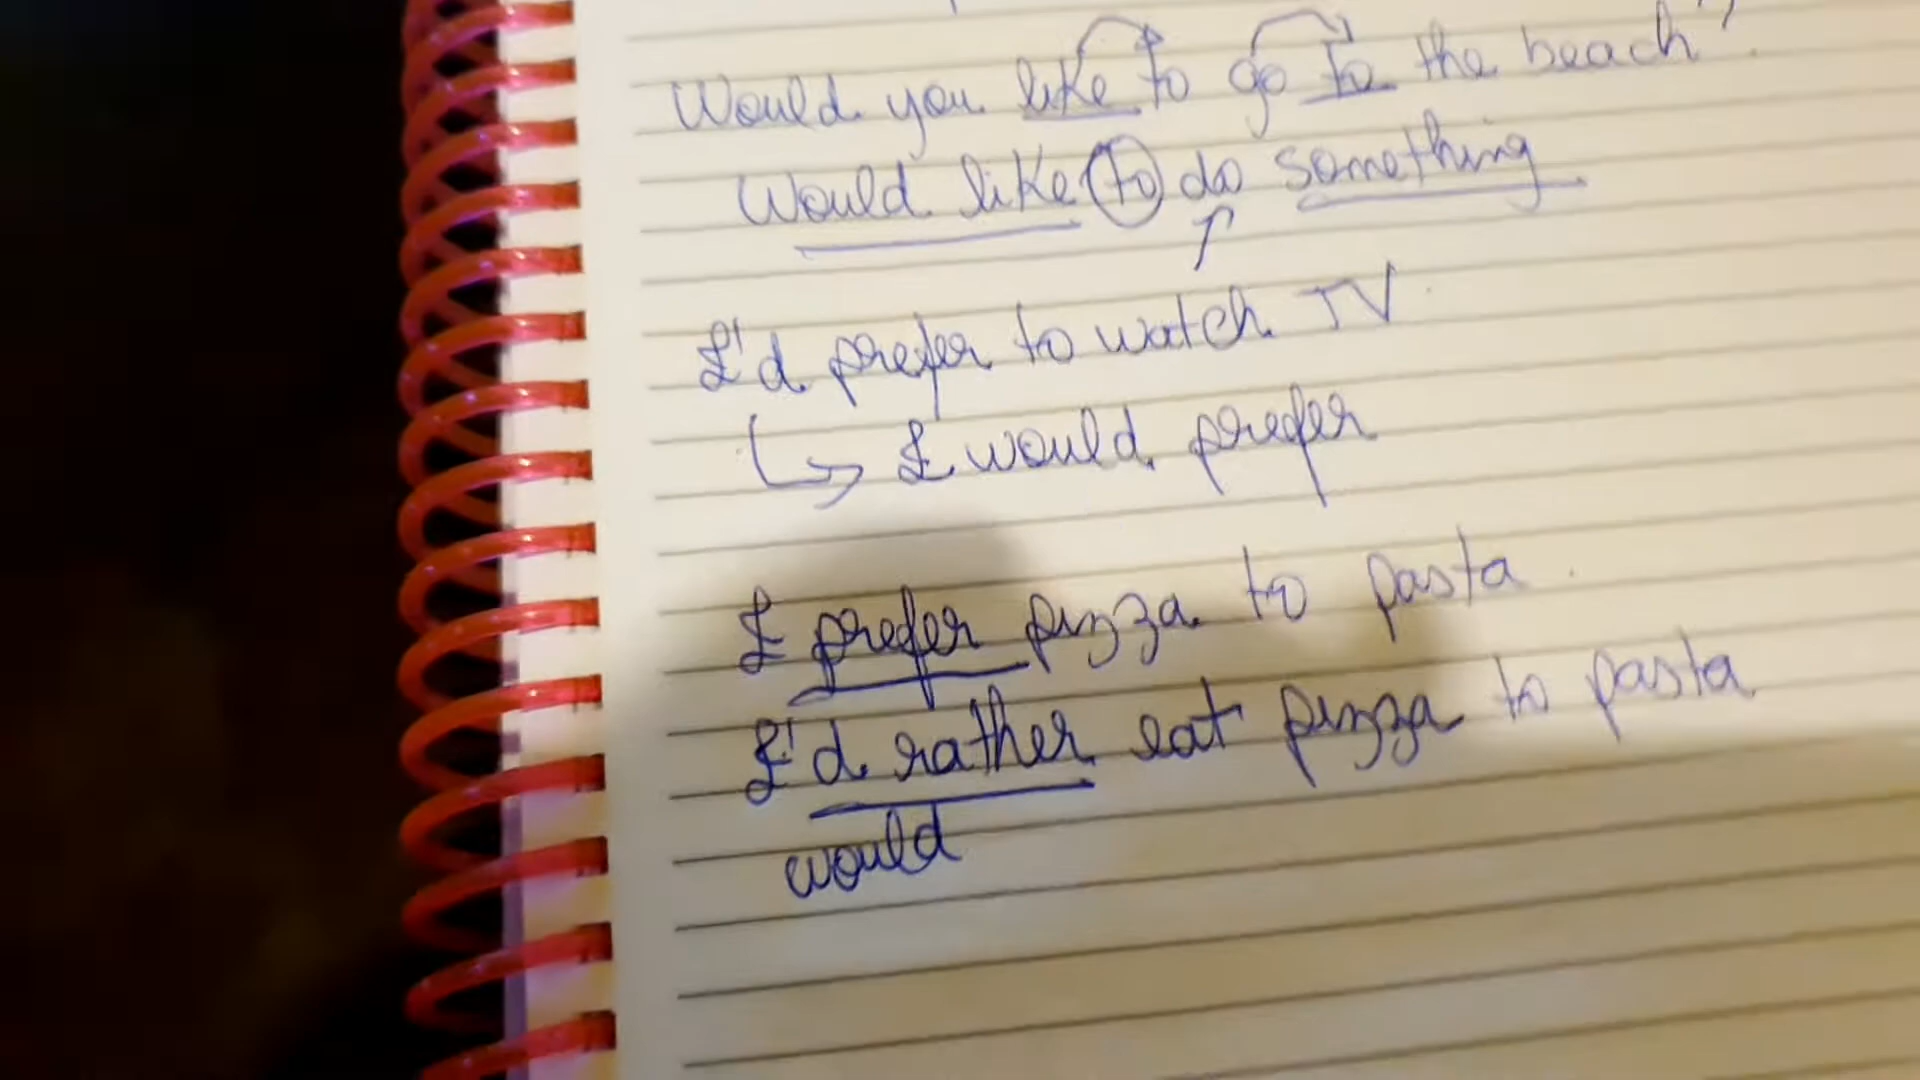 Would you like to go to the beach?
Would like to do something
I'd prefer to watch TV
I would prefer
I prefer pizza to pasta
I'd rather eat pizza to pasta
would